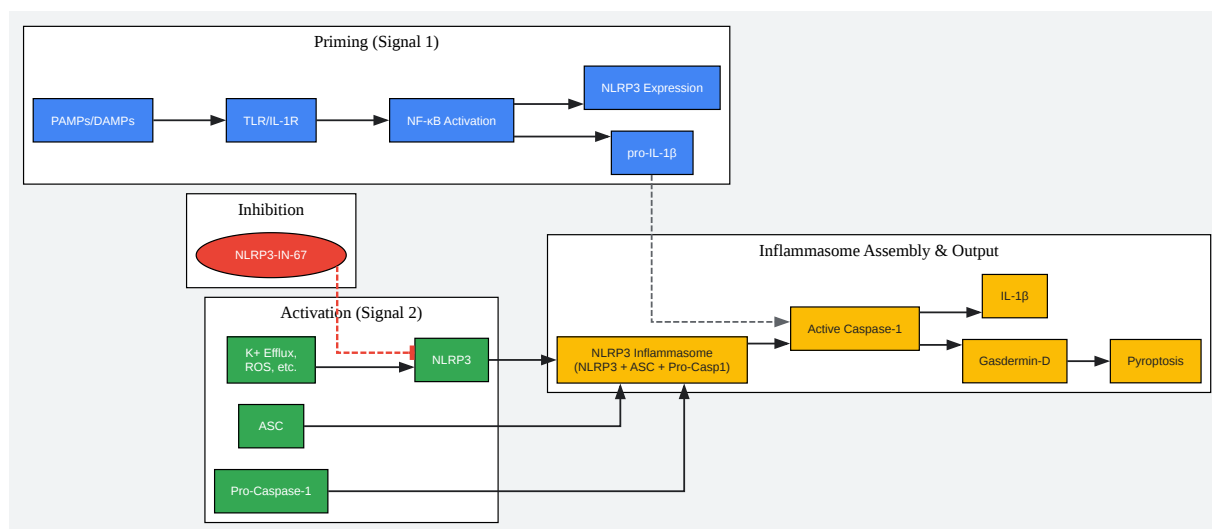 Priming (Signal 1)
NLRP3 Expression
PAMPs/DAMPs
TLR/IL-1R
NF-κB Activation
pro-IL-1β
Inhibition
NLRP3-IN-67
Inflammasome Assembly & Output
IL-1β
Active Caspase-1
Activation (Signal 2)
K+ Efflux,
ROS, etc.
NLRP3
NLRP3 Inflammasome
(NLRP3 + ASC + Pro-Casp1)
Gasdermin-D
Pyroptosis
ASC
Pro-Caspase-1